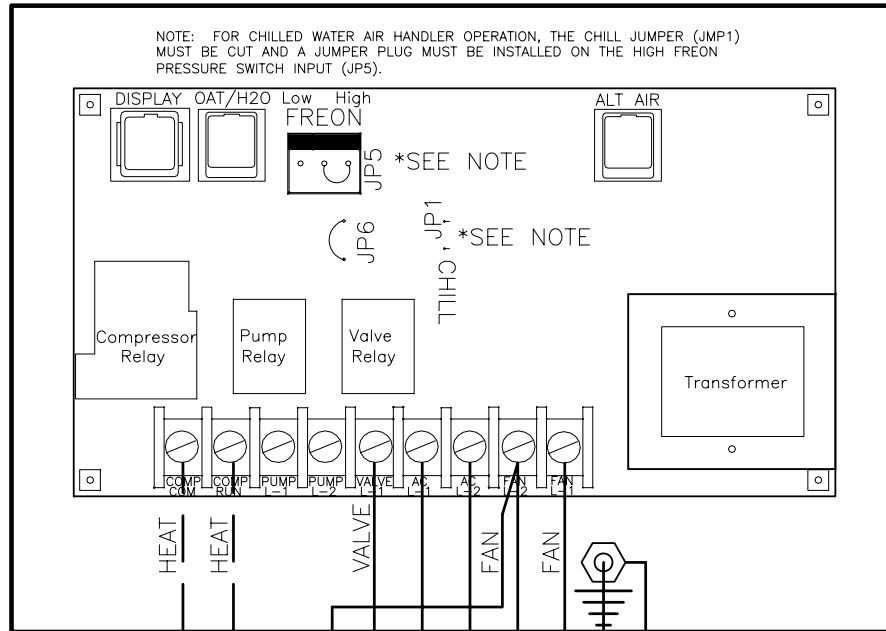 NOTE: FOR CHILLED WATER AIR HANDLER OPERATION, THE CHILL JUMPER (JMP1)
MUST BE CUT AND A JUMPER PLUG MUST BE INSTALLED ON THE HIGH FREON
PRESSURE SWITCH INPUT (JP5).
DISPLAY OAT/H2O Low High ALT AIR
FREON
JP5 *SEE NOTE
JP6 JP1 *SEE NOTE
CHILL
Compressor Relay
Pump Relay
Valve Relay
Transformer
COMP COM
COMP RUN
PUMP L-1
PUMP L-2
VALVE L-1
AC L-1
AC L-2
FAN L-2
FAN L-1
HEAT
HEAT
VALVE
FAN
FAN